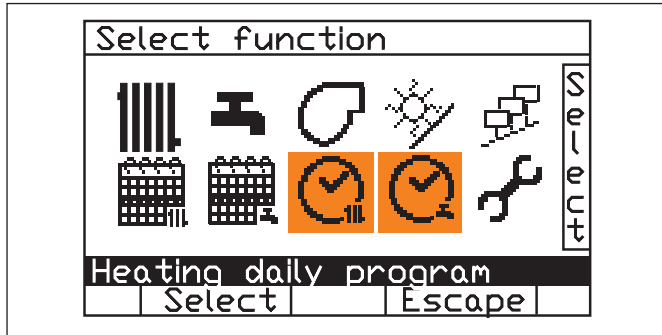 Select function
Select
Heating daily program
Select Escape